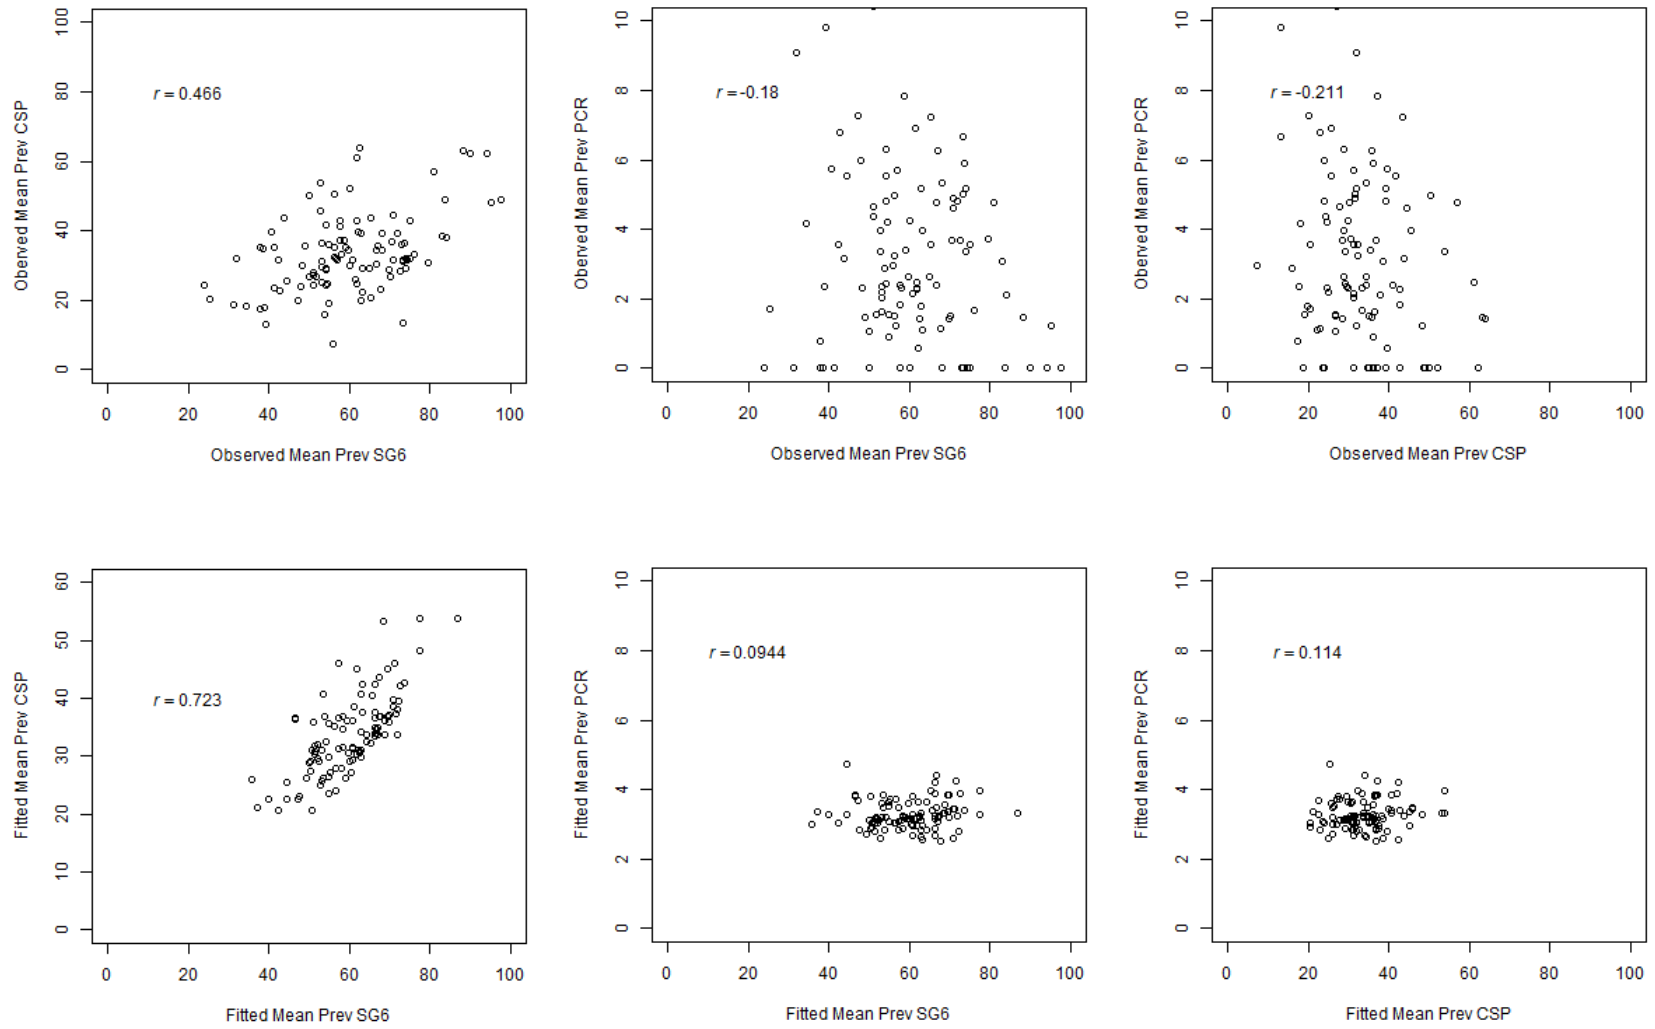 Oberved Mean Prev CSP
100
80
60
40
20
0
r = 0.466
0 20 40 60 80 100
Observed Mean Prev SG6
Oberved Mean Prev PCR
10
8
6
4
2
0
r = -0.18
0 20 40 60 80 100
Observed Mean Prev SG6
Oberved Mean Prev PCR
10
8
6
4
2
0
r = -0.211
0 20 40 60 80 100
Observed Mean Prev CSP
Fitted Mean Prev CSP
60
50
40
30
20
10
0
r = 0.723
0 20 40 60 80 100
Fitted Mean Prev SG6
Fitted Mean Prev PCR
10
8
6
4
2
0
r = 0.0944
0 20 40 60 80 100
Fitted Mean Prev SG6
Fitted Mean Prev PCR
10
8
6
4
2
0
r = 0.114
0 20 40 60 80 100
Fitted Mean Prev CSP